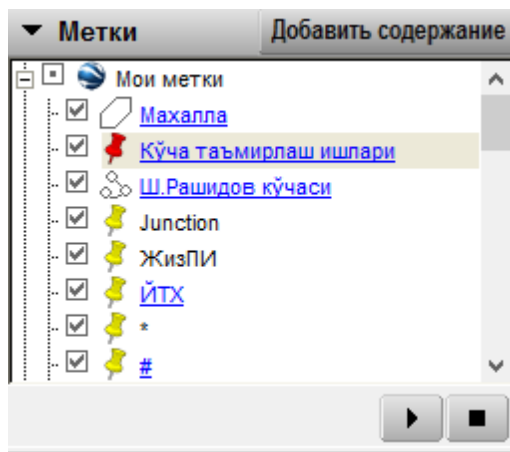 Метки Добавить содержание
Мои метки
Махалла
Кўча таъмирлаш ишлари
Ш.Рашидов кўчаси
Junction
ЖизПИ
ЙТХ
*
#